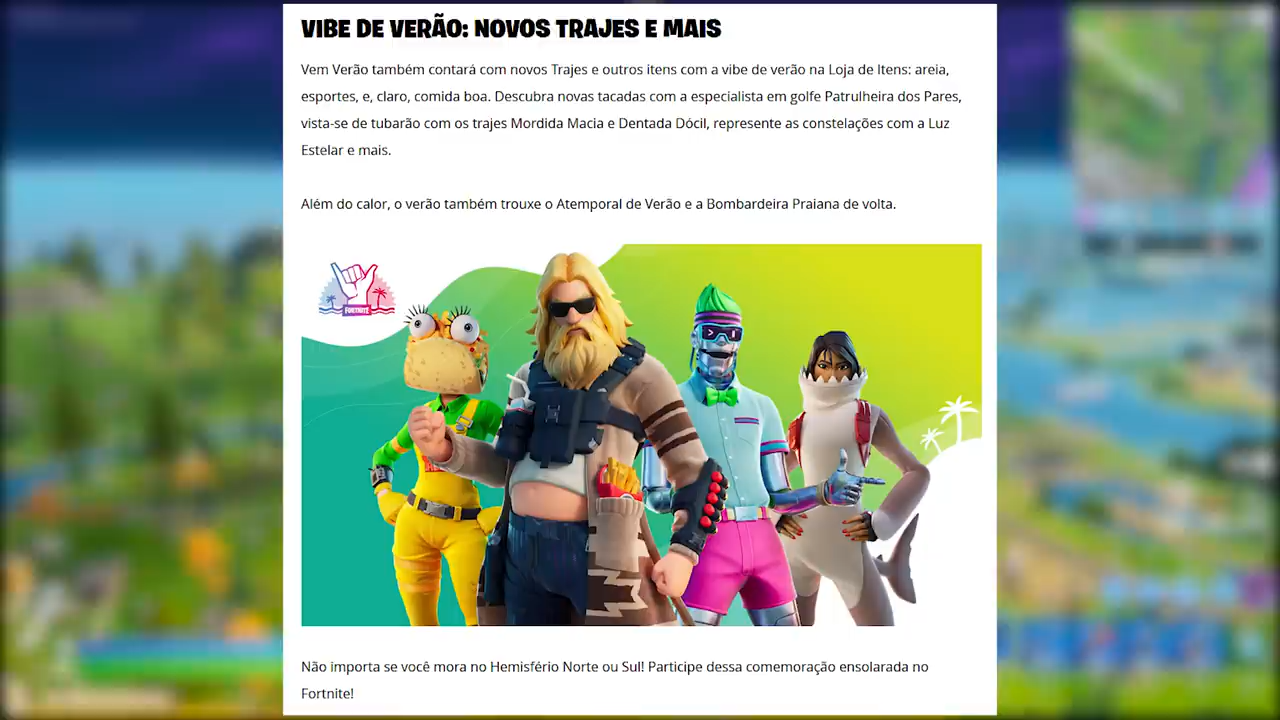 VIBE DE VERÃO: NOVOS TRAJES E MAIS
Vem Verão também contará com novos Trajes e outros itens com a vibe de verão na Loja de Itens: areia,
esportes, e, claro, comida boa. Descubra novas tacadas com a especialista em golfe Patrulheira dos Pares,
vista-se de tubarão com os trajes Mordida Macia e Dentada Dócil, represente as constelações com a Luz
Estelar e mais.
Além do calor, o verão também trouxe o Atemporal de Verão e a Bombardeira Praiana de volta.
FORTNITE
Não importa se você mora no Hemisfério Norte ou Sul! Participe dessa comemoração ensolarada no
Fortnite!